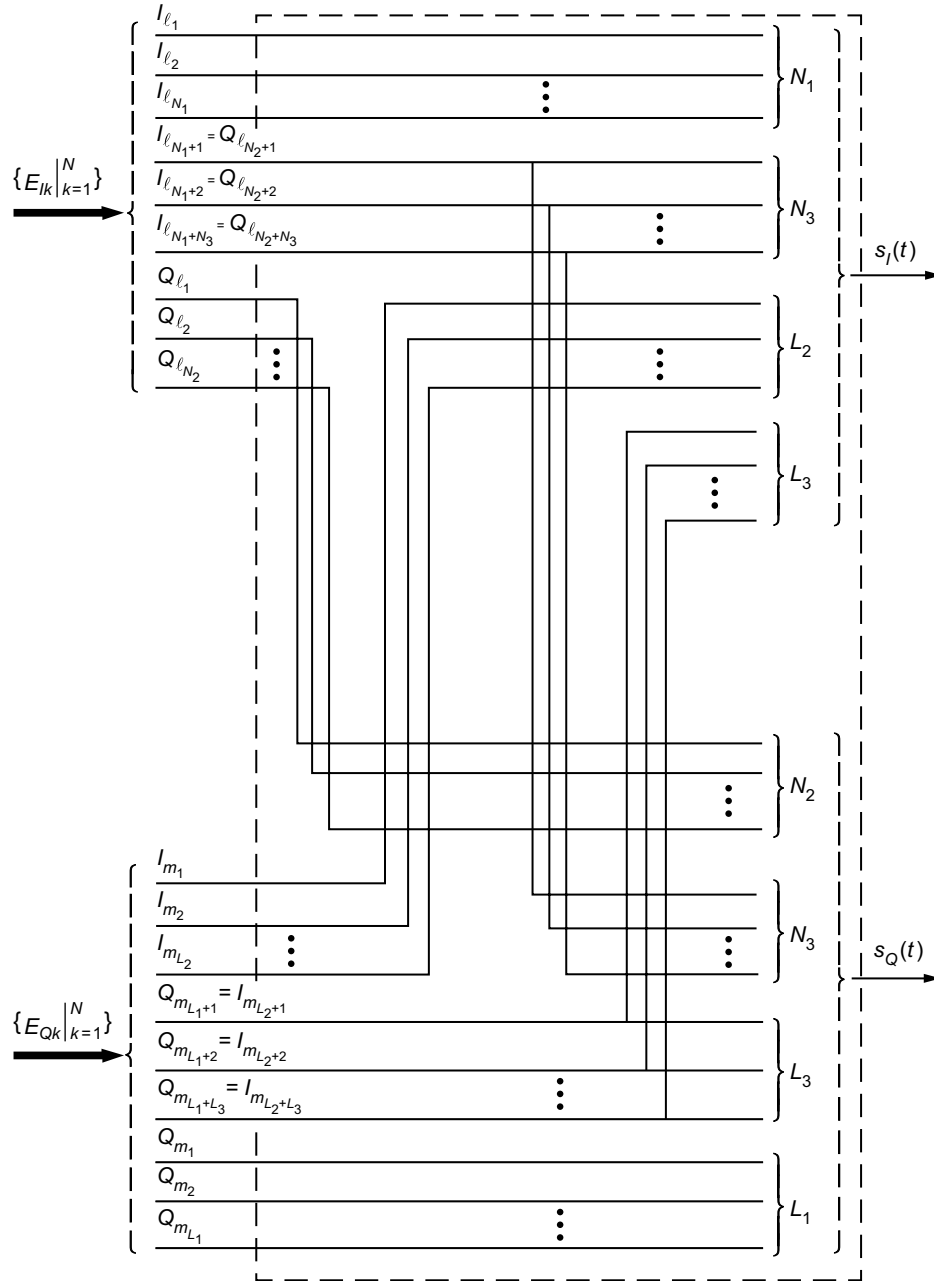 I_{ℓ_1}
I_{ℓ_2}
I_{ℓ_{N_1}}
N_1
I_{ℓ_{N_1+1}} = Q_{ℓ_{N_2+1}}
{E_{Ik}|_{k=1}^{N}}
I_{ℓ_{N_1+2}} = Q_{ℓ_{N_2+2}}
I_{ℓ_{N_1+N_3}} = Q_{ℓ_{N_2+N_3}}
N_3
s_I(t)
Q_{ℓ_1}
Q_{ℓ_2}
Q_{ℓ_{N_2}}
L_2
L_3
N_2
I_{m_1}
I_{m_2}
I_{m_{L_2}}
N_3
s_Q(t)
Q_{m_{L_1+1}} = I_{m_{L_2+1}}
{E_{Qk}|_{k=1}^{N}}
Q_{m_{L_1+2}} = I_{m_{L_2+2}}
Q_{m_{L_1+L_3}} = I_{m_{L_2+L_3}}
L_3
Q_{m_1}
Q_{m_2}
Q_{m_{L_1}}
L_1